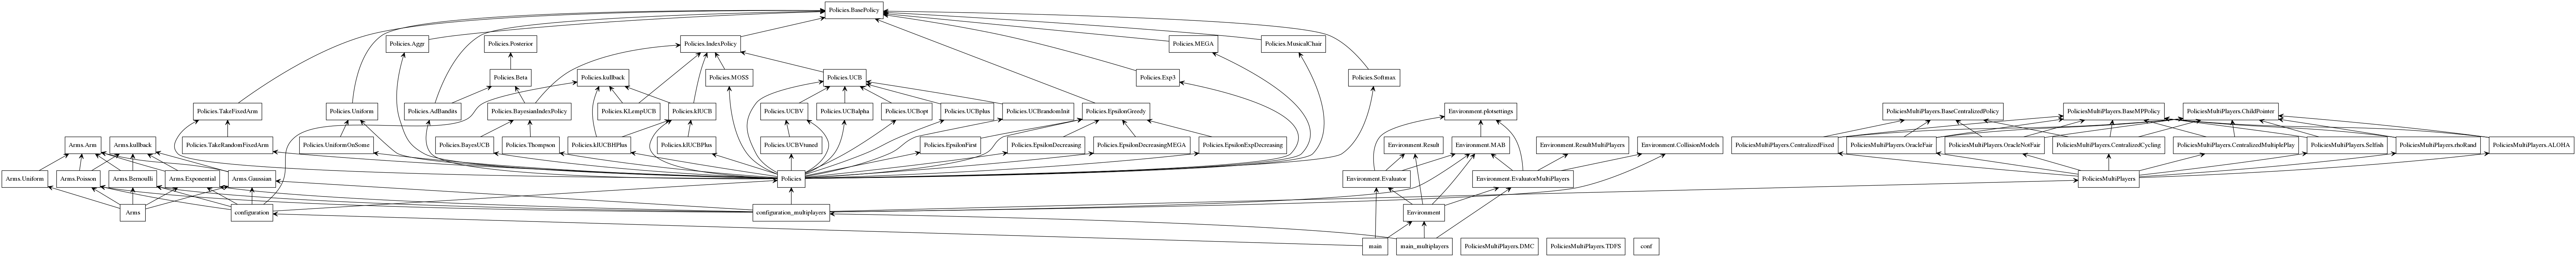 Policies.BasePolicy
Policies.Aggr
Policies.Posterior
Policies.IndexPolicy
Policies.MEGA
Policies.MusicalChair
Policies.Beta
Policies.kullback
Policies.MOSS
Policies.UCB
Policies.Exp3
Policies.Softmax
Policies.TakeFixedArm
Policies.Uniform
Policies.AdBandits
Policies.BayesianIndexPolicy
Policies.KLempUCB
Policies.klUCB
Policies.UCBV
Policies.UCBalpha
Policies.UCBopt
Policies.UCBplus
Policies.UCBrandomInit
Policies.EpsilonGreedy
Environment.plotsettings
PoliciesMultiPlayers.BaseCentralizedPolicy
PoliciesMultiPlayers.BaseMPPolicy
PoliciesMultiPlayers.ChildPointer
Arms.Arm
Arms.kullback
Policies.TakeRandomFixedArm
Policies.UniformOnSome
Policies.BayesUCB
Policies.Thompson
Policies.klUCBHPlus
Policies.klUCBPlus
Policies.UCBVtuned
Policies.EpsilonFirst
Policies.EpsilonDecreasing
Policies.EpsilonDecreasingMEGA
Policies.EpsilonExpDecreasing
Environment.Result
Environment.MAB
Environment.ResultMultiPlayers
Environment.CollisionModels
PoliciesMultiPlayers.CentralizedFixed
PoliciesMultiPlayers.OracleFair
PoliciesMultiPlayers.OracleNotFair
PoliciesMultiPlayers.CentralizedCycling
PoliciesMultiPlayers.CentralizedMultiplePlay
PoliciesMultiPlayers.Selfish
PoliciesMultiPlayers.rhoRand
PoliciesMultiPlayers.ALOHA
Arms.Uniform
Arms.Poisson
Arms.Bernoulli
Arms.Exponential
Arms.Gaussian
Policies
Environment.Evaluator
Environment.EvaluatorMultiPlayers
PoliciesMultiPlayers
Arms
configuration
configuration_multiplayers
Environment
main
main_multiplayers
PoliciesMultiPlayers.DMC
PoliciesMultiPlayers.TDFS
conf